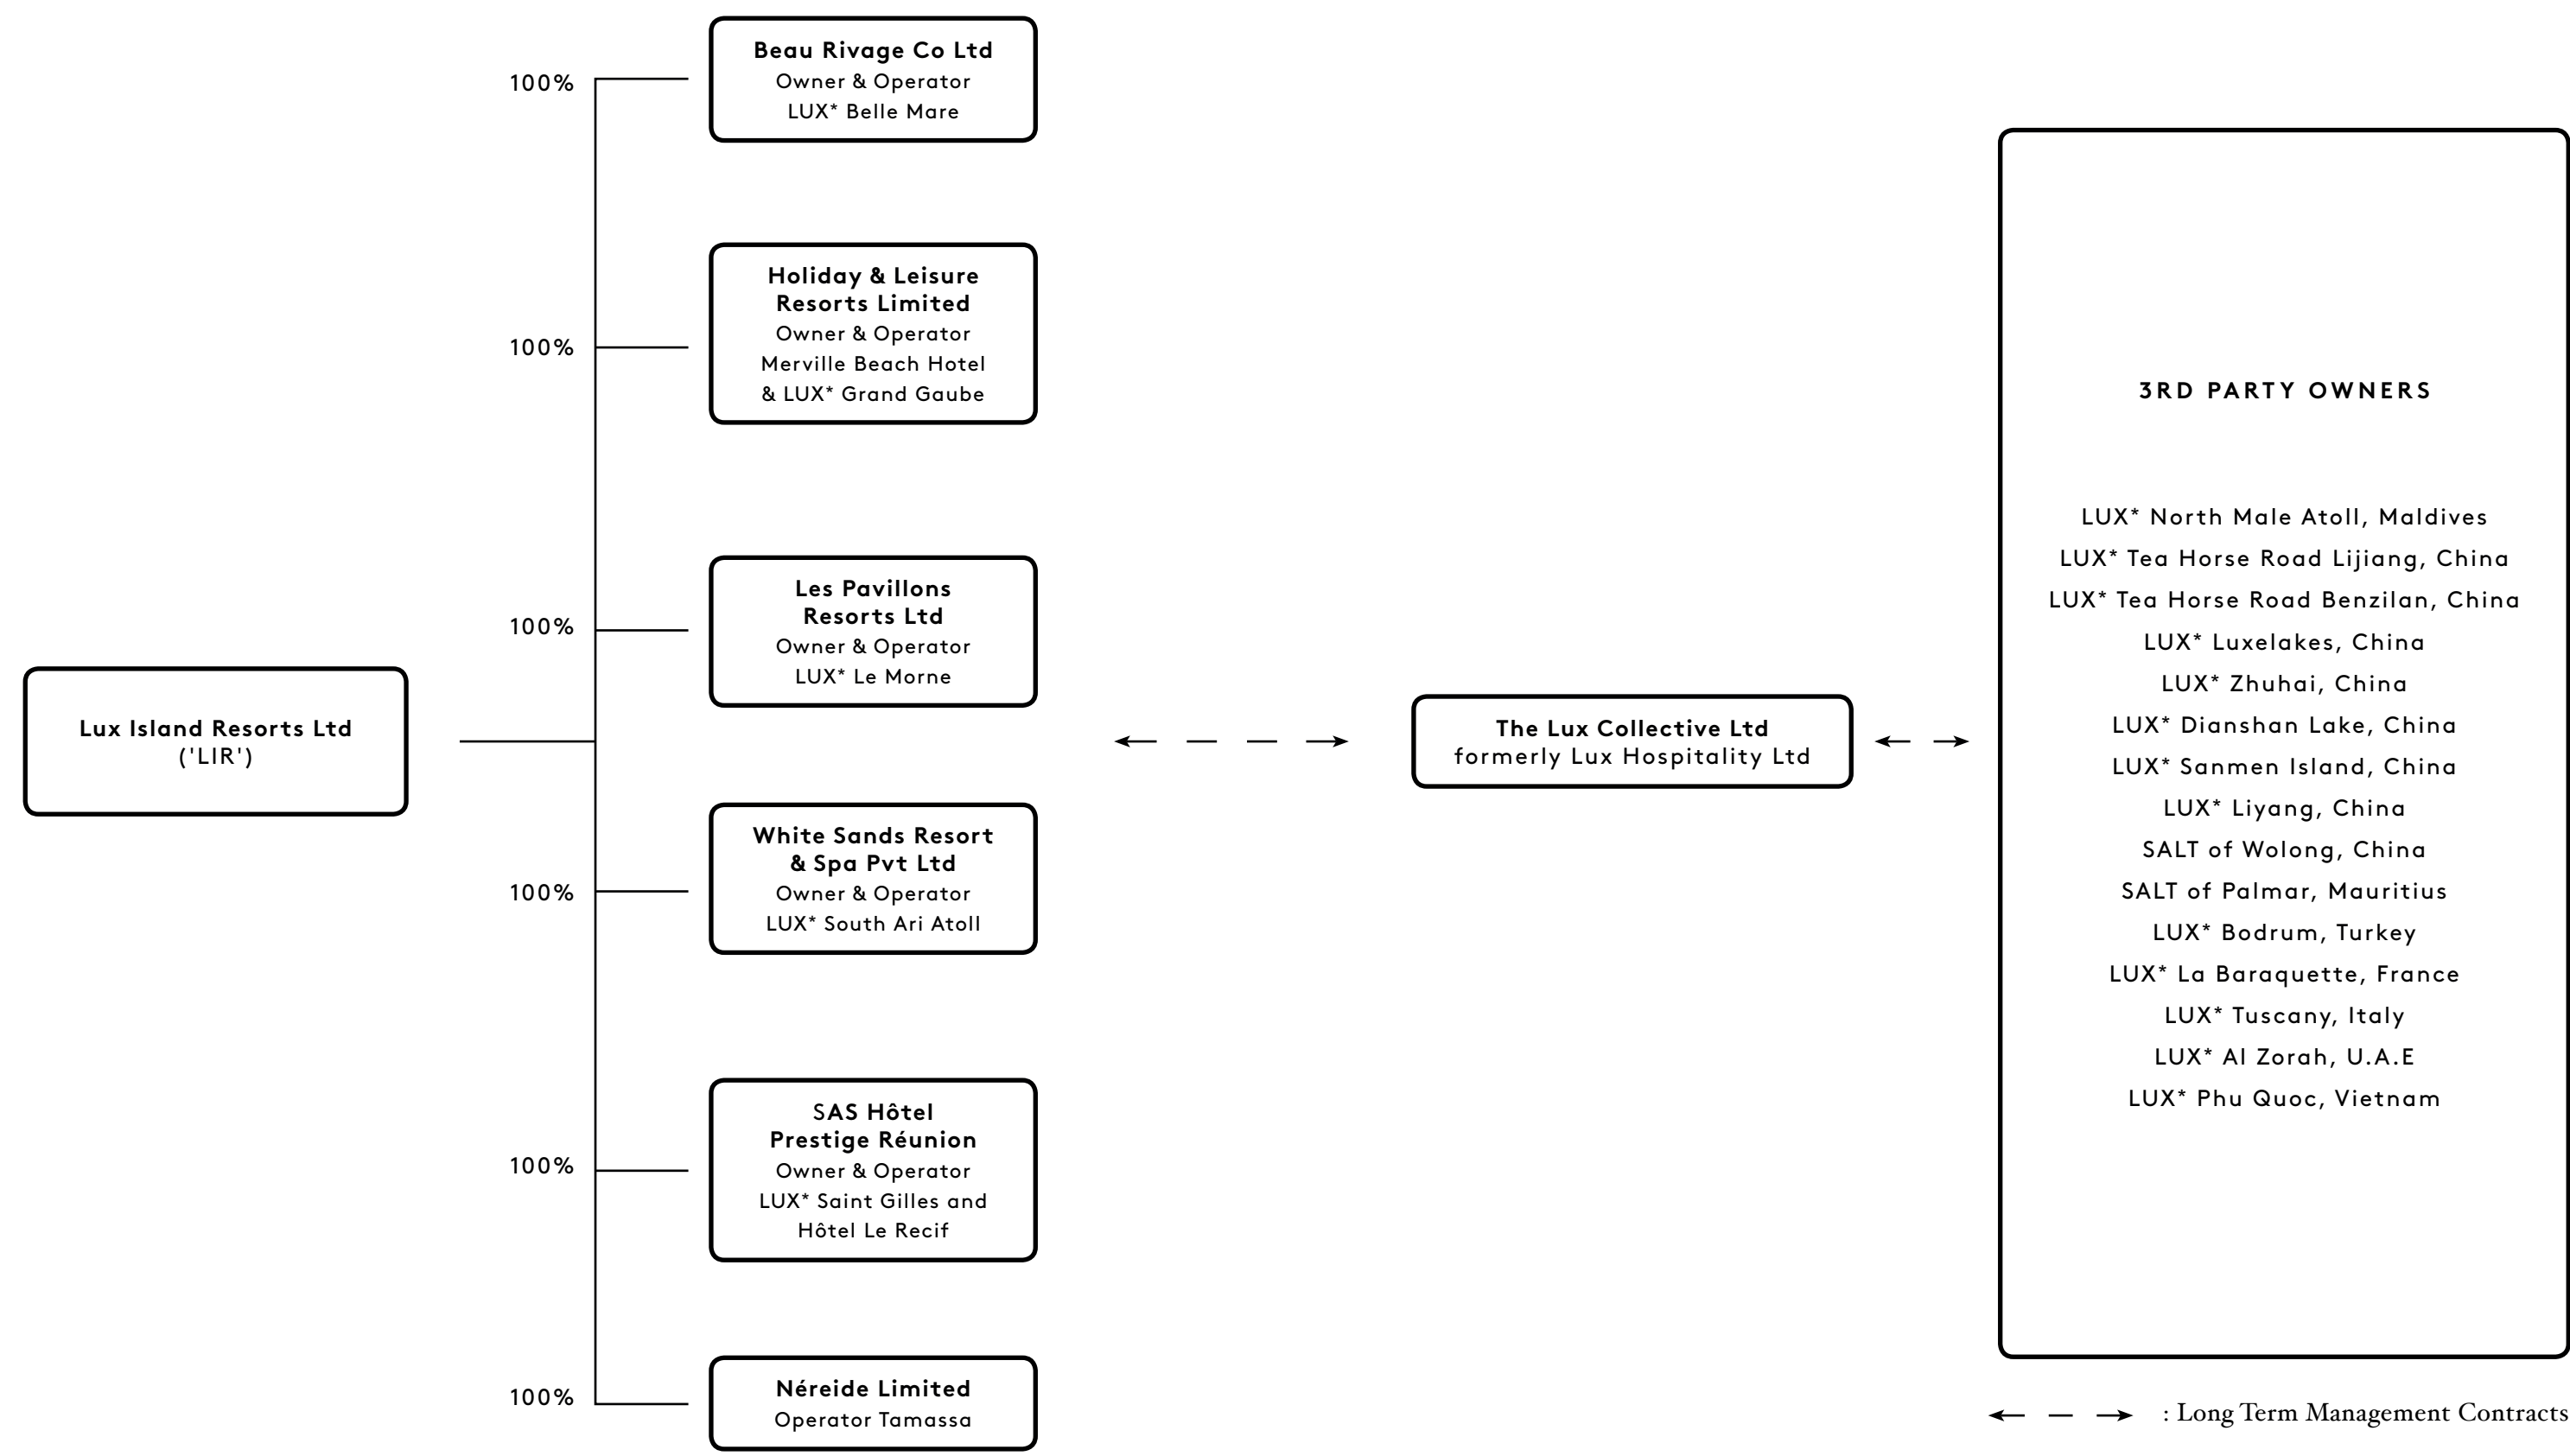 Lux Island Resorts Ltd
('LIR')
100%
Beau Rivage Co Ltd
Owner & Operator
LUX* Belle Mare
100%
Holiday & Leisure
Resorts Limited
Owner & Operator
Merville Beach Hotel
& LUX* Grand Gaube
100%
Les Pavillons
Resorts Ltd
Owner & Operator
LUX* Le Morne
100%
White Sands Resort
& Spa Pvt Ltd
Owner & Operator
LUX* South Ari Atoll
100%
SAS Hôtel
Prestige Réunion
Owner & Operator
LUX* Saint Gilles and
Hôtel Le Recif
100%
Néreide Limited
Operator Tamassa
The Lux Collective Ltd
formerly Lux Hospitality Ltd
3RD PARTY OWNERS
LUX* North Male Atoll, Maldives
LUX* Tea Horse Road Lijiang, China
LUX* Tea Horse Road Benzilan, China
LUX* Luxelakes, China
LUX* Zhuhai, China
LUX* Dianshan Lake, China
LUX* Sanmen Island, China
LUX* Liyang, China
SALT of Wolong, China
SALT of Palmar, Mauritius
LUX* Bodrum, Turkey
LUX* La Baraquette, France
LUX* Tuscany, Italy
LUX* Al Zorah, U.A.E
LUX* Phu Quoc, Vietnam
: Long Term Management Contracts